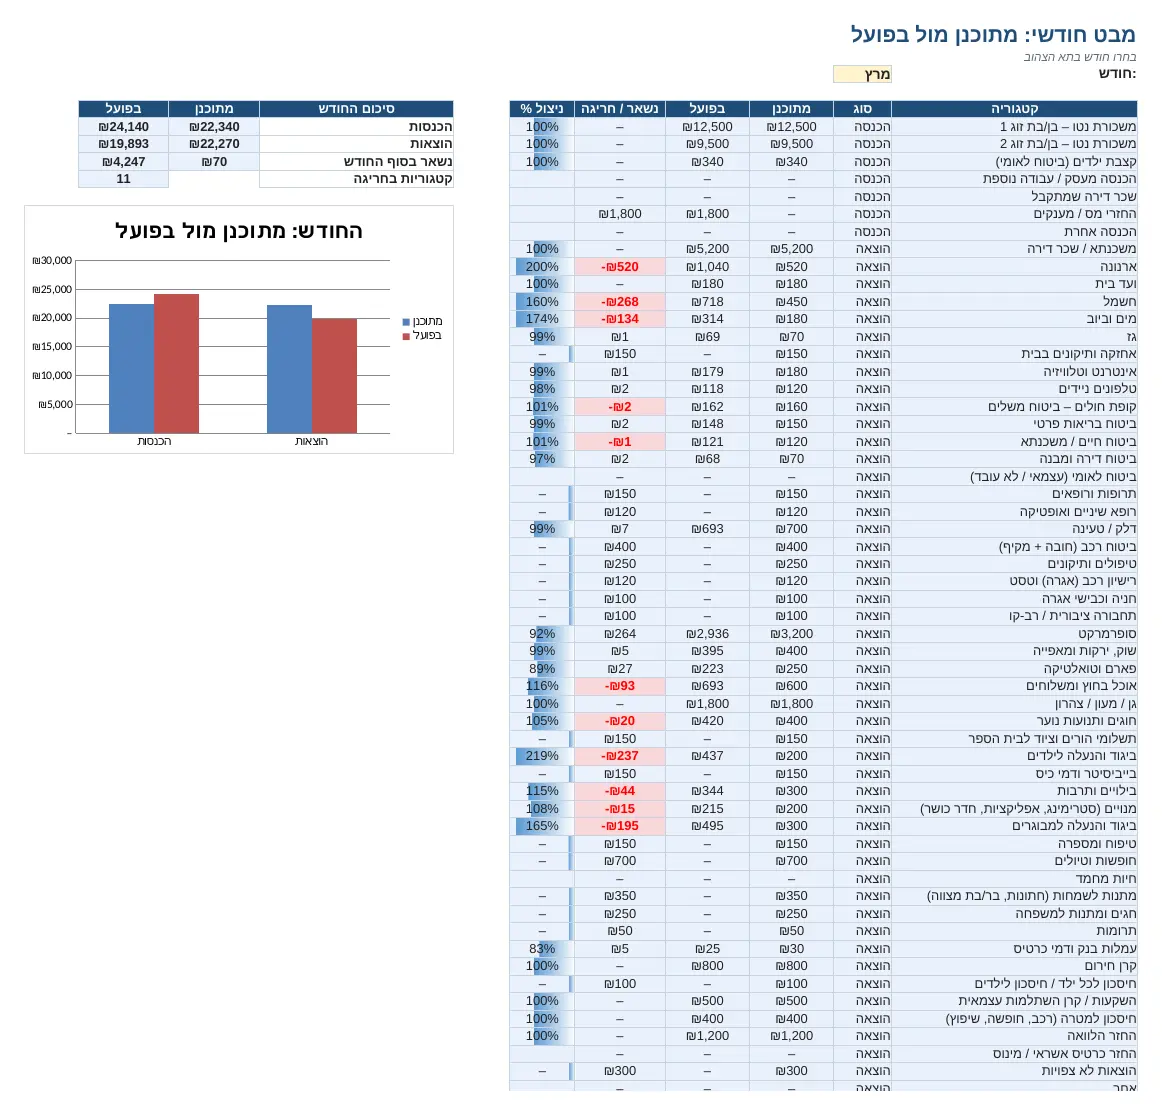 מבט חודשי: מתוכנן מול בפועל
בחרו חודש בתא הצהוב
חודש: מרץ
קטגוריה סוג מתוכנן בפועל נשאר / חריגה ניצול %
משכורת נטו – בן/בת זוג 1 הכנסה ₪12,500 ₪12,500 – 100%
משכורת נטו – בן/בת זוג 2 הכנסה ₪9,500 ₪9,500 – 100%
קצבת ילדים (ביטוח לאומי) הכנסה ₪340 ₪340 – 100%
הכנסה מעסק / עבודה נוספת הכנסה – – –
שכר דירה שמתקבל הכנסה – – –
החזרי מס / מענקים הכנסה – ₪1,800 ₪1,800
הכנסה אחרת הכנסה – – –
משכנתא / שכר דירה הוצאה ₪5,200 ₪5,200 – 100%
ארנונה הוצאה ₪520 ₪1,040 -₪520 200%
ועד בית הוצאה ₪180 ₪180 – 100%
חשמל הוצאה ₪450 ₪718 -₪268 160%
מים וביוב הוצאה ₪180 ₪314 -₪134 174%
גז הוצאה ₪70 ₪69 ₪1 99%
אחזקה ותיקונים בבית הוצאה ₪150 – ₪150 –
אינטרנט וטלוויזיה הוצאה ₪180 ₪179 ₪1 99%
טלפונים ניידים הוצאה ₪120 ₪118 ₪2 98%
קופת חולים – ביטוח משלים הוצאה ₪160 ₪162 -₪2 101%
ביטוח בריאות פרטי הוצאה ₪150 ₪148 ₪2 99%
ביטוח חיים / משכנתא הוצאה ₪120 ₪121 -₪1 101%
ביטוח דירה ומבנה הוצאה ₪70 ₪68 ₪2 97%
ביטוח לאומי (עצמאי / לא עובד) הוצאה – – –
תרופות ורופאים הוצאה ₪150 – ₪150 –
רופא שיניים ואופטיקה הוצאה ₪120 – ₪120 –
דלק / טעינה הוצאה ₪700 ₪693 ₪7 99%
ביטוח רכב (חובה + מקיף) הוצאה ₪400 – ₪400 –
טיפולים ותיקונים הוצאה ₪250 – ₪250 –
רישיון רכב (אגרה) וטסט הוצאה ₪120 – ₪120 –
חניה וכבישי אגרה הוצאה ₪100 – ₪100 –
תחבורה ציבורית / רב-קו הוצאה ₪100 – ₪100 –
סופרמרקט הוצאה ₪3,200 ₪2,936 ₪264 92%
שוק, ירקות ומאפייה הוצאה ₪400 ₪395 ₪5 99%
פארם וטואלטיקה הוצאה ₪250 ₪223 ₪27 89%
אוכל בחוץ ומשלוחים הוצאה ₪600 ₪693 -₪93 116%
גן / מעון / צהרון הוצאה ₪1,800 ₪1,800 – 100%
חוגים ותנועות נוער הוצאה ₪400 ₪420 -₪20 105%
תשלומי הורים וציוד לבית הספר הוצאה ₪150 – ₪150 –
ביגוד והנעלה לילדים הוצאה ₪200 ₪437 -₪237 219%
בייביסיטר ודמי כיס הוצאה ₪150 – ₪150 –
בילויים ותרבות הוצאה ₪300 ₪344 -₪44 115%
מנויים (סטרימינג, אפליקציות, חדר כושר) הוצאה ₪200 ₪215 -₪15 108%
ביגוד והנעלה למבוגרים הוצאה ₪300 ₪495 -₪195 165%
טיפוח ומספרה הוצאה ₪150 – ₪150 –
חופשות וטיולים הוצאה ₪700 – ₪700 –
חיות מחמד הוצאה – – –
מתנות לשמחות (חתונות, בר/בת מצווה) הוצאה ₪350 – ₪350 –
חגים ומתנות למשפחה הוצאה ₪250 – ₪250 –
תרומות הוצאה ₪50 – ₪50 –
עמלות בנק ודמי כרטיס הוצאה ₪30 ₪25 ₪5 83%
קרן חירום הוצאה ₪800 ₪800 – 100%
חיסכון לכל ילד / חיסכון לילדים הוצאה ₪100 – ₪100 –
השקעות / קרן השתלמות עצמאית הוצאה ₪500 ₪500 – 100%
חיסכון למטרה (רכב, חופשה, שיפוץ) הוצאה ₪400 ₪400 – 100%
החזר הלוואה הוצאה ₪1,200 ₪1,200 – 100%
החזר כרטיס אשראי / מינוס הוצאה – – –
הוצאות לא צפויות הוצאה ₪300 – ₪300 –
אחר הוצאה – – –
סיכום החודש מתוכנן בפועל
הכנסות ₪22,340 ₪24,140
הוצאות ₪22,270 ₪19,893
נשאר בסוף החודש ₪70 ₪4,247
קטגוריות בחריגה 11
החודש: מתוכנן מול בפועל
₪30,000
₪25,000
₪20,000
₪15,000
₪10,000
₪5,000
–
הכנסות הוצאות
מתוכנן
בפועל